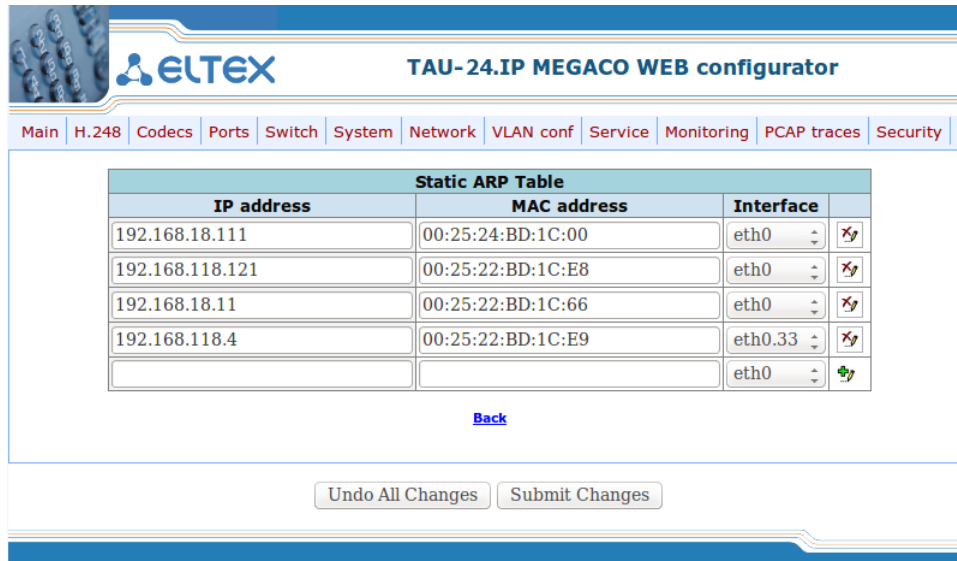 ELTEX TAU-24.IP MEGACO WEB configurator
Main H.248 Codecs Ports Switch System Network VLAN conf Service Monitoring PCAP traces Security
Static ARP Table
IP address MAC address Interface
192.168.18.111 00:25:24:BD:1C:00 eth0
192.168.118.121 00:25:22:BD:1C:E8 eth0
192.168.18.11 00:25:22:BD:1C:66 eth0
192.168.118.4 00:25:22:BD:1C:E9 eth0.33
eth0
Back
Undo All Changes Submit Changes